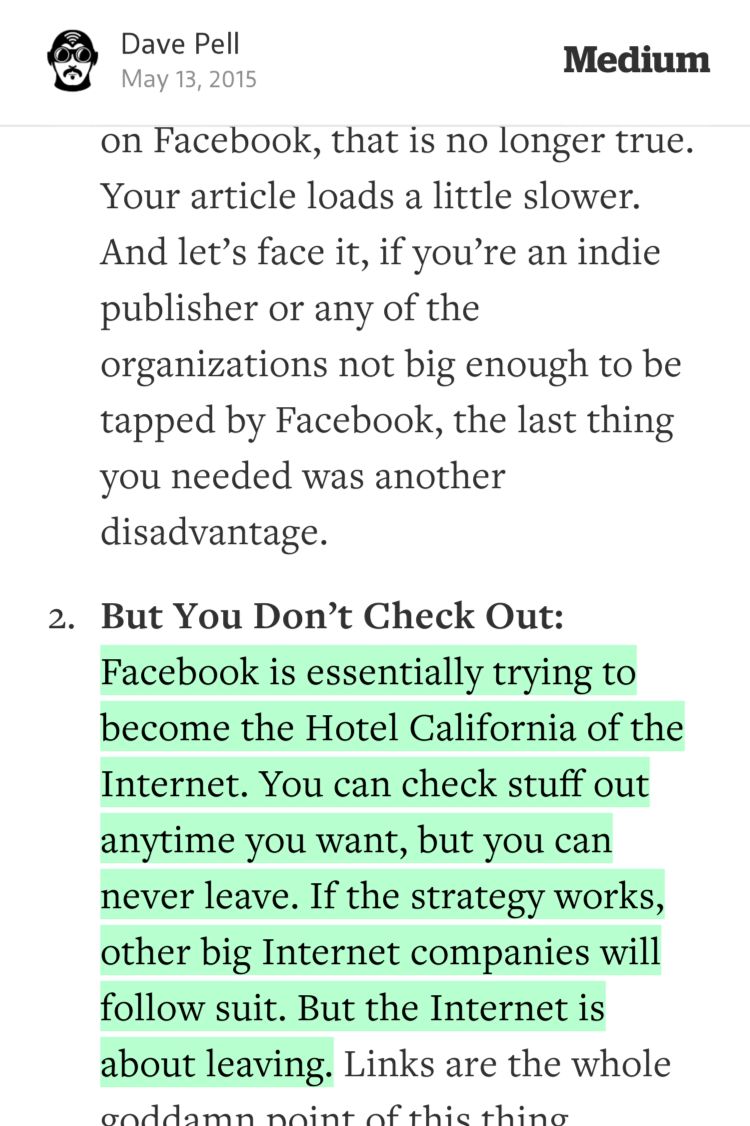 Dave Pell
May 13, 2015
Medium
on Facebook, that is no longer true.
Your article loads a little slower.
And let’s face it, if you’re an indie
publisher or any of the
organizations not big enough to be
tapped by Facebook, the last thing
you needed was another
disadvantage.
2. But You Don’t Check Out:
Facebook is essentially trying to
become the Hotel California of the
Internet. You can check stuff out
anytime you want, but you can
never leave. If the strategy works,
other big Internet companies will
follow suit. But the Internet is
about leaving. Links are the whole
goddamn point of this thing